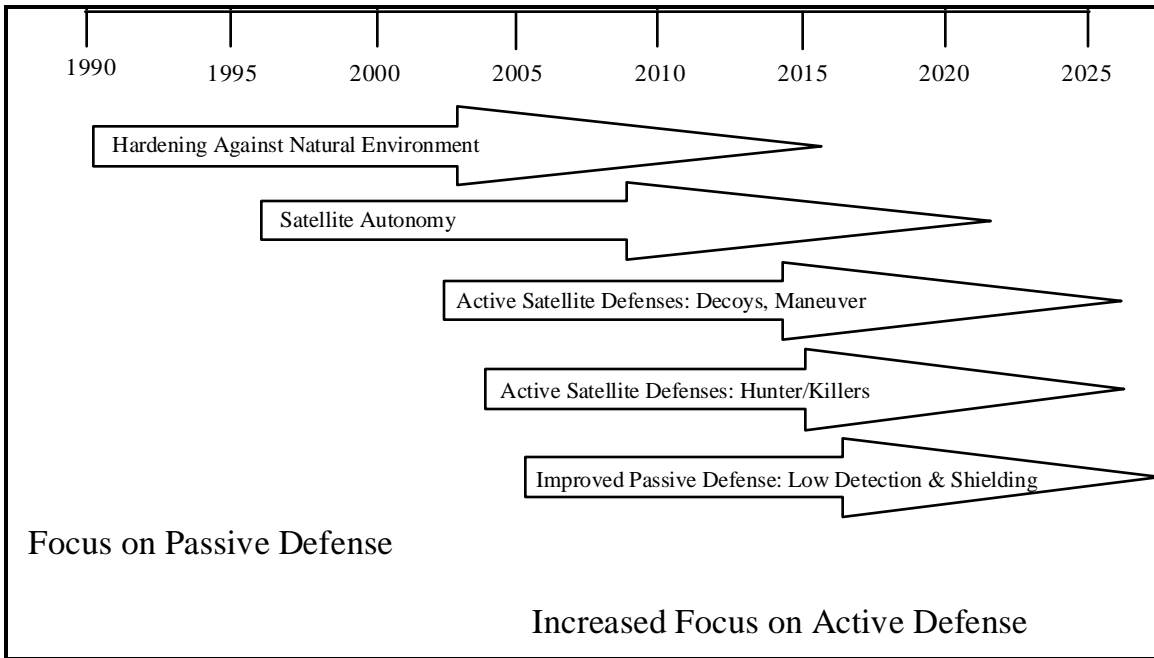 1990 1995 2000 2005 2010 2015 2020 2025
Hardening Against Natural Environment
Satellite Autonomy
Active Satellite Defenses: Decoys, Maneuver
Active Satellite Defenses: Hunter/Killers
Improved Passive Defense: Low Detection & Shielding
Focus on Passive Defense
Increased Focus on Active Defense